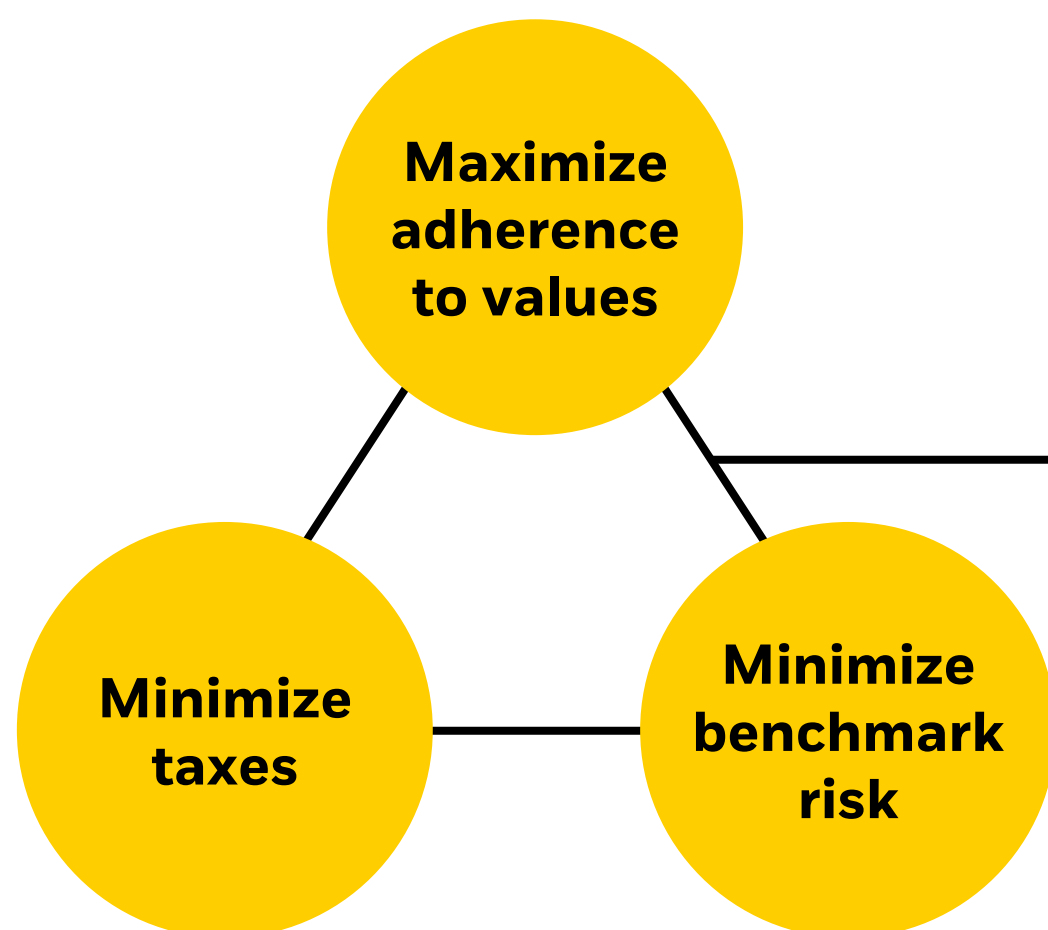 Maximize
adherence
to values
Minimize
taxes
Minimize
benchmark
risk